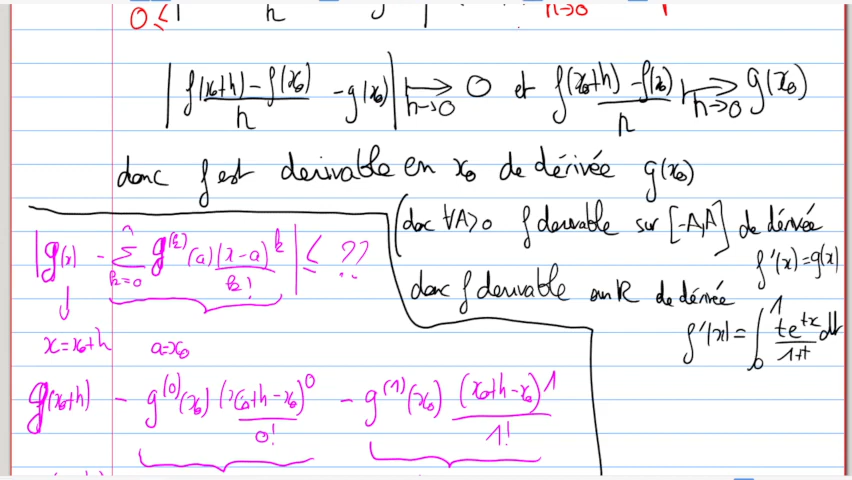 | (f(x₀+h) − f(x₀))/h − g(x₀) | ⟼ 0 et (f(x₀+h) − f(x₀))/h ⟼ g(x₀)
h→0 h→0
donc f est derivable en x₀ de dérivée g(x₀)
(donc ∀A>0 f derivable sur [-A,A] de dérivée
f'(x) = g(x)
donc f derivable sur R de dérivée
f'(x) = ∫₀¹ te^{tx}/(1+t) dt
| g(x) − Σ_{k=0}^{n} g^{(k)}(a) (x−a)^k/k! | ≤ ??
x = x₀+h a = x₀
g(x₀+h) − g^{(0)}(x₀) (x₀+h−x₀)^0/0! − g^{(1)}(x₀) (x₀+h−x₀)^1/1!